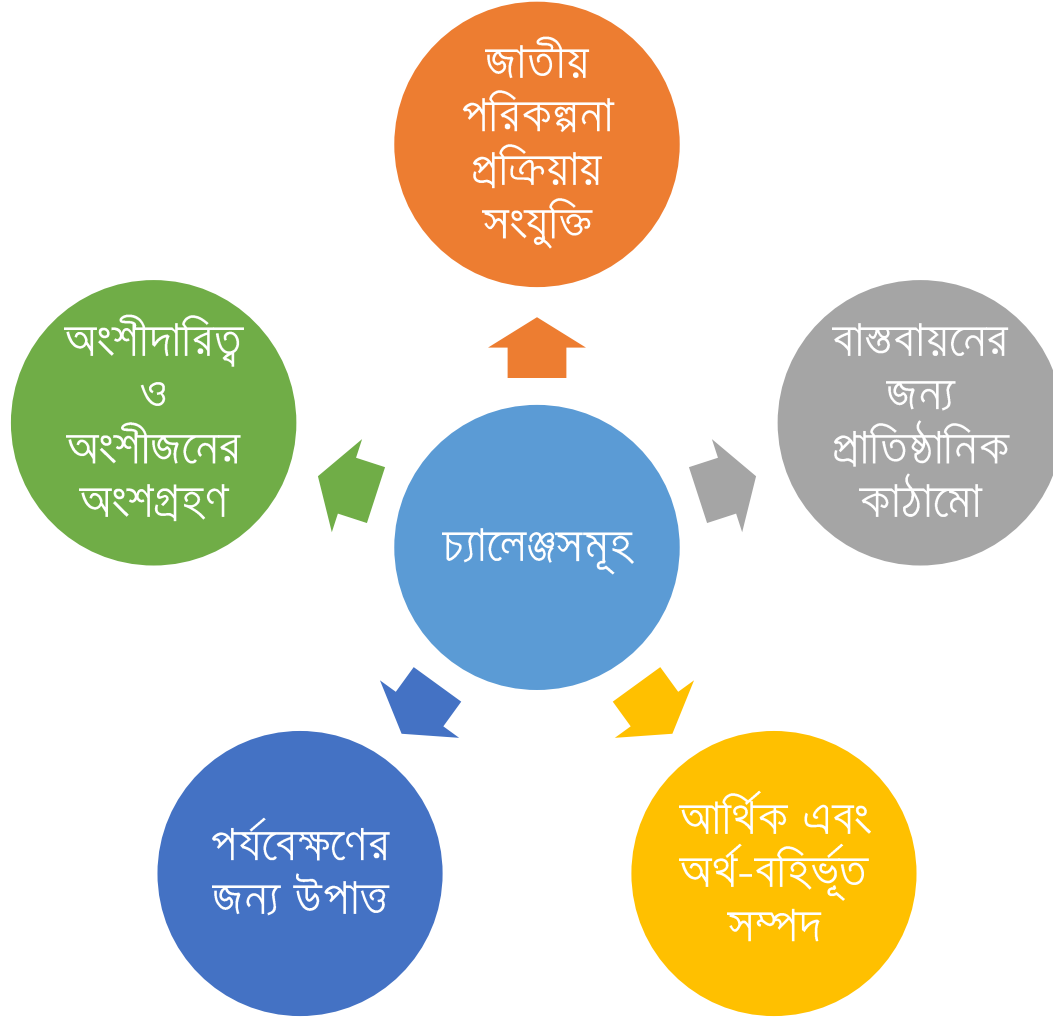 জাতীয়
পরিকল্পনা
প্রক্রিয়ায়
সংযুক্তি
অংশীদারিত্ব
ও
অংশীজনের
অংশগ্রহণ
বাস্তবায়নের
জন্য
প্রাতিষ্ঠানিক
কাঠামো
চ্যালেঞ্জসমূহ
পর্যবেক্ষণের
জন্য উপাত্ত
আর্থিক এবং
অর্থ-বহির্ভূত
সম্পদ